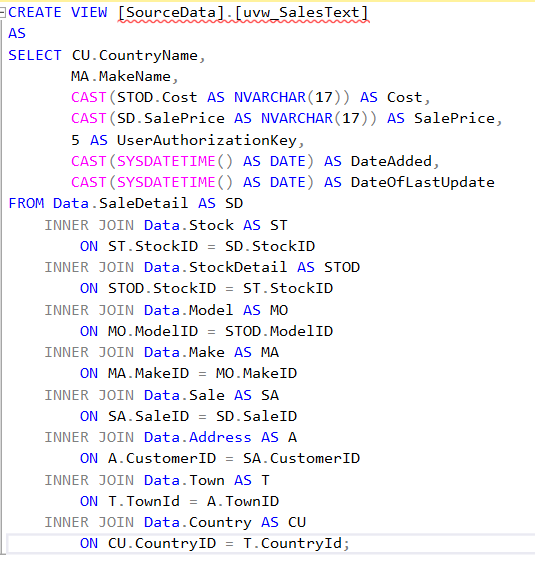 CREATE VIEW [SourceData].[uvw_SalesText]
AS
SELECT CU.CountryName,
       MA.MakeName,
       CAST(STOD.Cost AS NVARCHAR(17)) AS Cost,
       CAST(SD.SalePrice AS NVARCHAR(17)) AS SalePrice,
       5 AS UserAuthorizationKey,
       CAST(SYSDATETIME() AS DATE) AS DateAdded,
       CAST(SYSDATETIME() AS DATE) AS DateOfLastUpdate
FROM Data.SaleDetail AS SD
    INNER JOIN Data.Stock AS ST
        ON ST.StockID = SD.StockID
    INNER JOIN Data.StockDetail AS STOD
        ON STOD.StockID = ST.StockID
    INNER JOIN Data.Model AS MO
        ON MO.ModelID = STOD.ModelID
    INNER JOIN Data.Make AS MA
        ON MA.MakeID = MO.MakeID
    INNER JOIN Data.Sale AS SA
        ON SA.SaleID = SD.SaleID
    INNER JOIN Data.Address AS A
        ON A.CustomerID = SA.CustomerID
    INNER JOIN Data.Town AS T
        ON T.TownId = A.TownID
    INNER JOIN Data.Country AS CU
        ON CU.CountryID = T.CountryId;